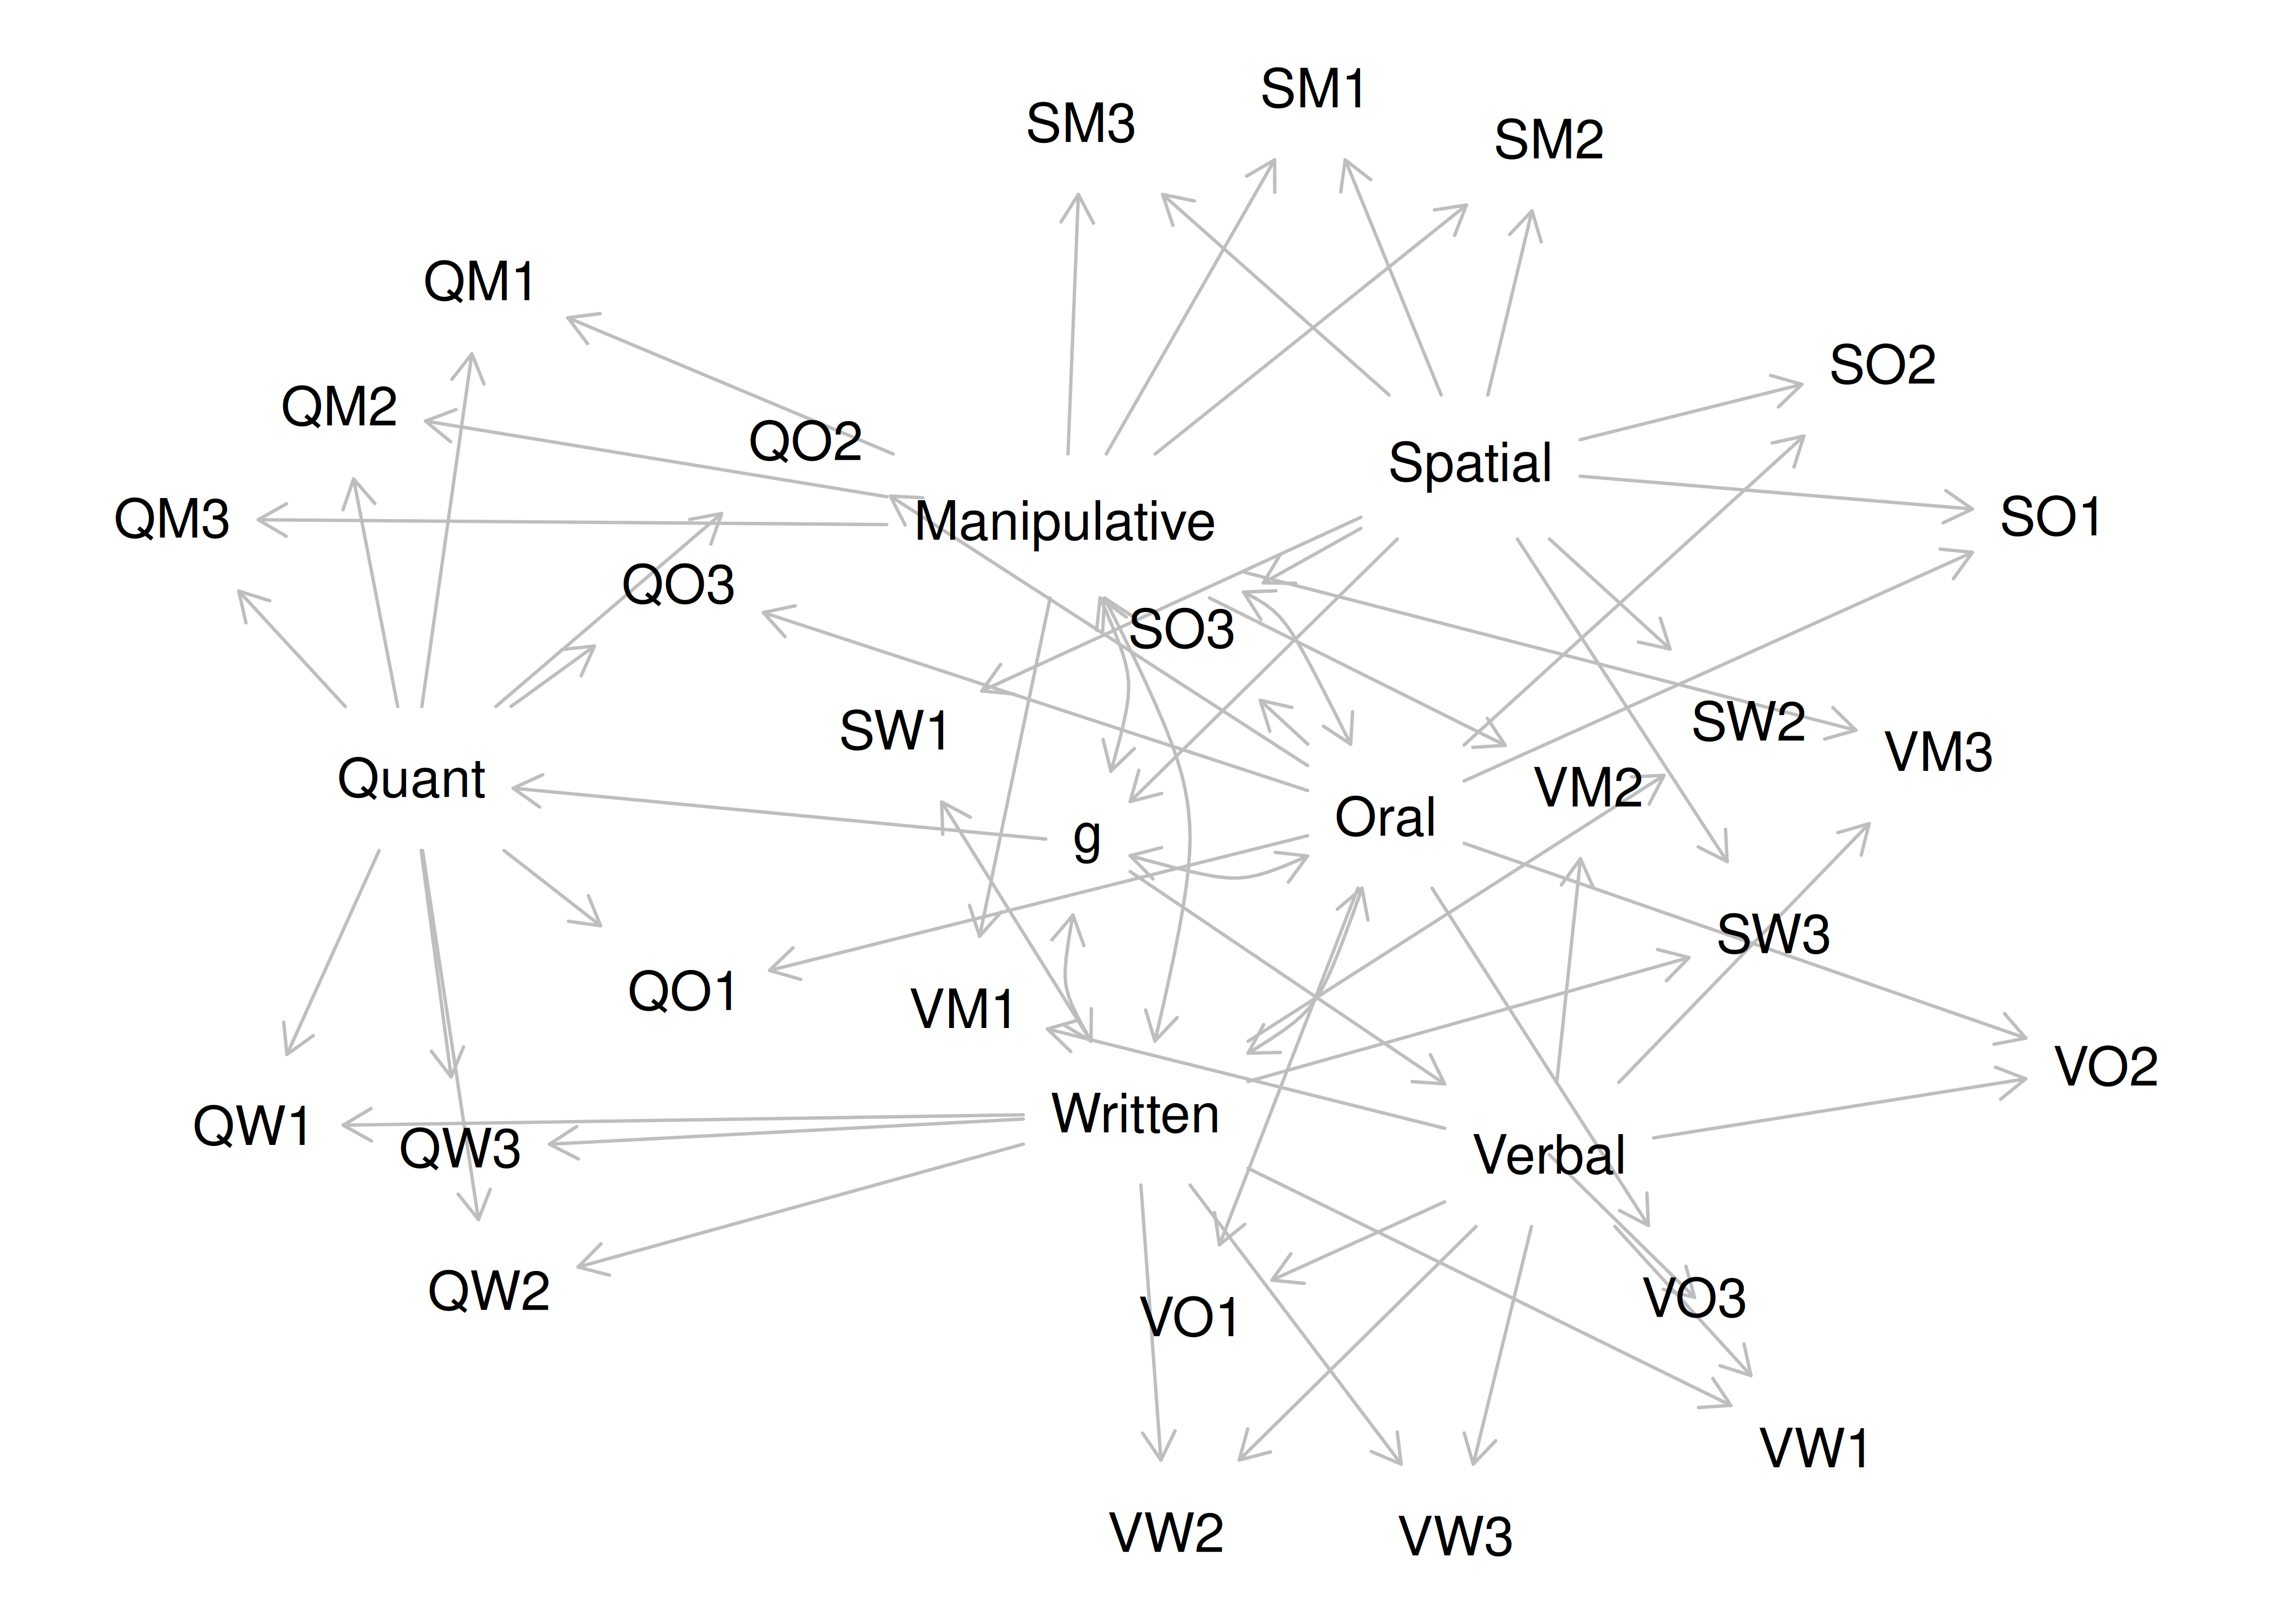 SM1
SM3
SM2
QM1
SO2
QM2
QO2
Spatial
QM3
Manipulative
SO1
QO3
SO3
SW1
SW2
VM3
Quant
VM2
Oral
g
SW3
QO1
VM1
VO2
Written
QW1
QW3
Verbal
QW2
VO3
VO1
VW1
VW2
VW3